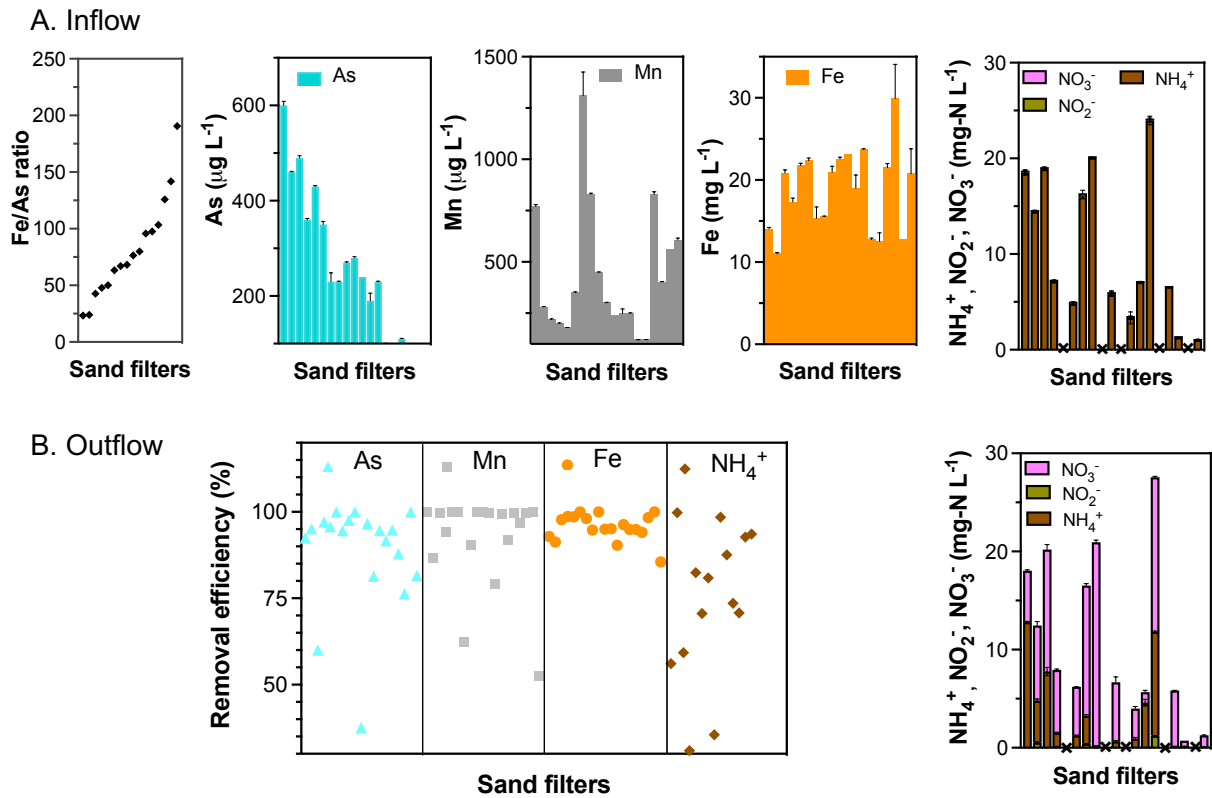 A. Inflow
Fe/As ratio
250
200
150
100
50
0
Sand filters
As (μg L⁻¹)
600
400
200
As
Sand filters
Mn (μg L⁻¹)
1500
1000
500
Mn
Sand filters
Fe (mg L⁻¹)
30
20
10
0
Fe
Sand filters
NH₄⁺, NO₂⁻, NO₃⁻ (mg-N L⁻¹)
30
20
10
0
NO₃⁻ NH₄⁺
NO₂⁻
Sand filters
B. Outflow
Removal efficiency (%)
100
75
50
As
Mn
Fe
NH₄⁺
Sand filters
NH₄⁺, NO₂⁻, NO₃⁻ (mg-N L⁻¹)
30
20
10
0
NO₃⁻
NO₂⁻
NH₄⁺
Sand filters